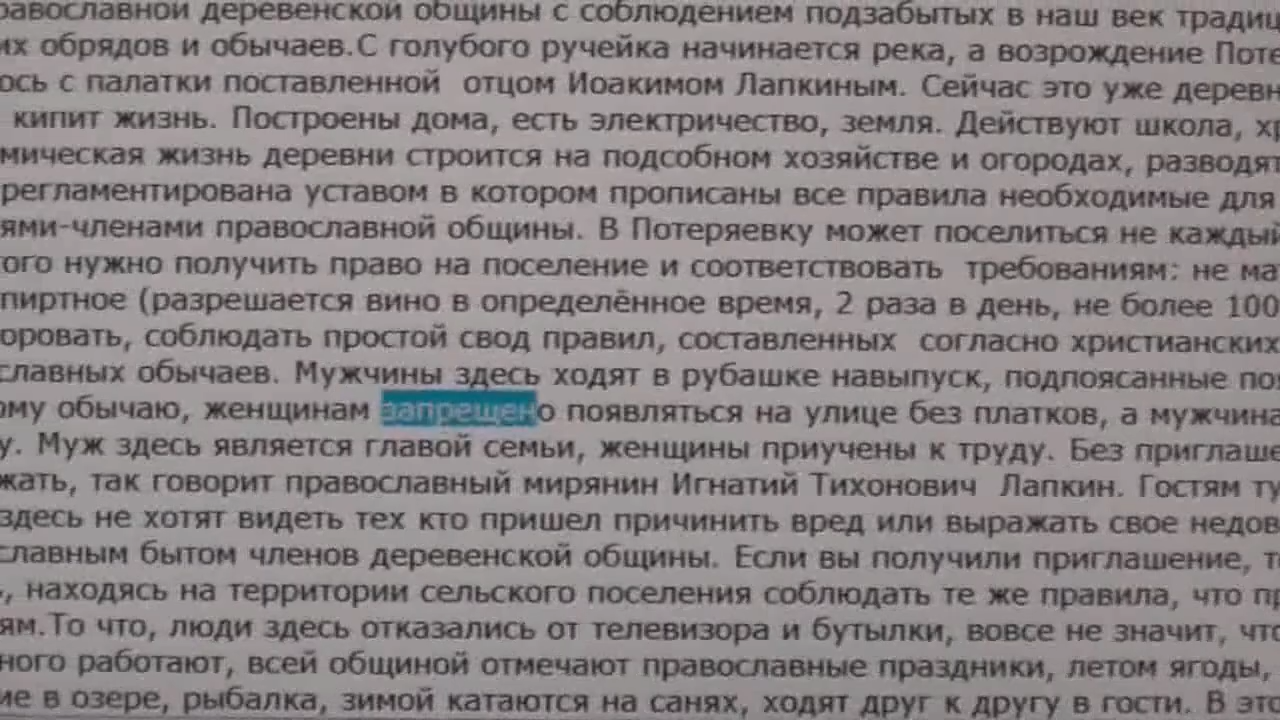 равославной деревенской общины с соблюдением подзабытых в наш век традиц
их обрядов и обычаев.С голубого ручейка начинается река, а возрождение Поте
ось с палатки поставленной отцом Иоакимом Лапкиным. Сейчас это уже деревн
кипит жизнь. Построены дома, есть электричество, земля. Действуют школа, хр
мическая жизнь деревни строится на подсобном хозяйстве и огородах, разводят
регламентирована уставом в котором прописаны все правила необходимые для
ями-членами православной общины. В Потеряевку может поселиться не каждый
того нужно получить право на поселение и соответствовать требованиям: не ма
пиртное (разрешается вино в определённое время, 2 раза в день, не более 100
оровать, соблюдать простой свод правил, составленных согласно христианских
славных обычаев. Мужчины здесь ходят в рубашке навыпуск, подпоясанные поя
ому обычаю, женщинам запрещено появляться на улице без платков, а мужчина
у. Муж здесь является главой семьи, женщины приучены к труду. Без приглаше
жать, так говорит православный мирянин Игнатий Тихонович Лапкин. Гостям ту
здесь не хотят видеть тех кто пришел причинить вред или выражать свое недов
славным бытом членов деревенской общины. Если вы получили приглашение, т
, находясь на территории сельского поселения соблюдать те же правила, что пр
ям.То что, люди здесь отказались от телевизора и бутылки, вовсе не значит, что
ного работают, всей общиной отмечают православные праздники, летом ягоды,
ие в озере, рыбалка, зимой катаются на санях, ходят друг к другу в гости. В это